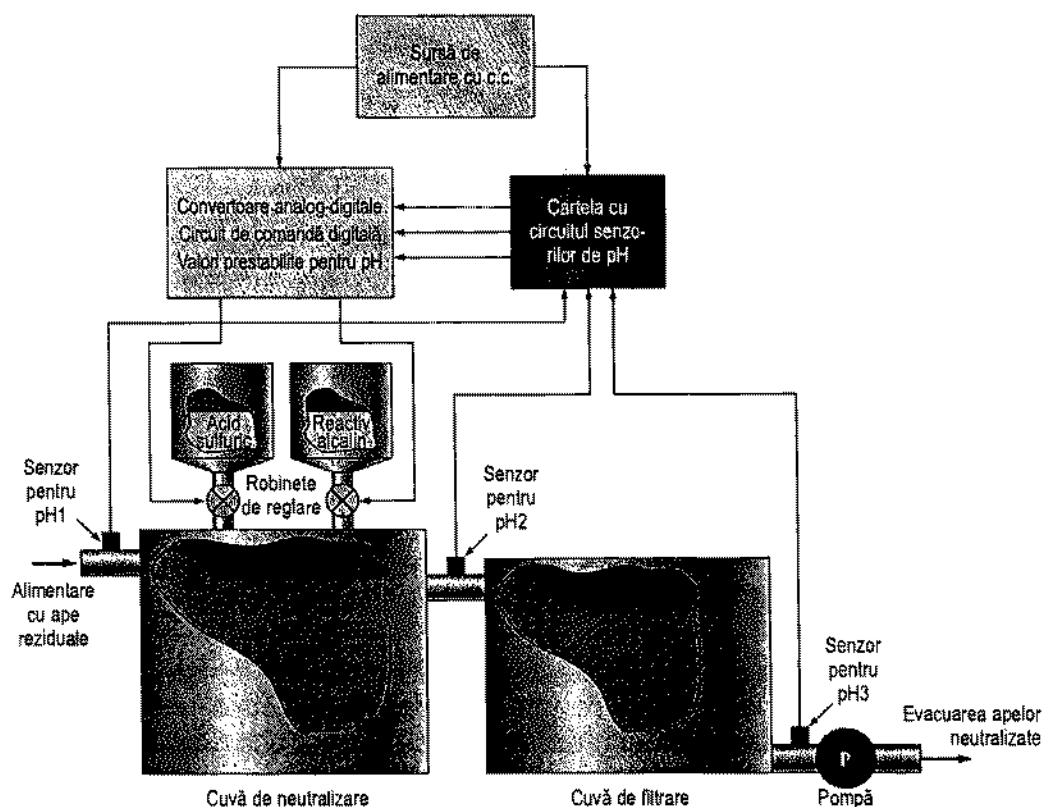 Sursă de
alimentare cu c.c.
Convertoare analog-digitale
Circuit de comandă digitală
Valori prestabilite pentru pH
Cartela cu
circuitul senzo-
rilor de pH
Acid
sulfuric
Reactiv
alcalin
Robinete
de reglare
Senzor
pentru
pH1
Senzor
pentru
pH2
Alimentare
cu ape
reziduale
Senzor
pentru
pH3
Evacuarea apelor
neutralizate
P
Cuvă de neutralizare
Cuvă de filtrare
Pompă